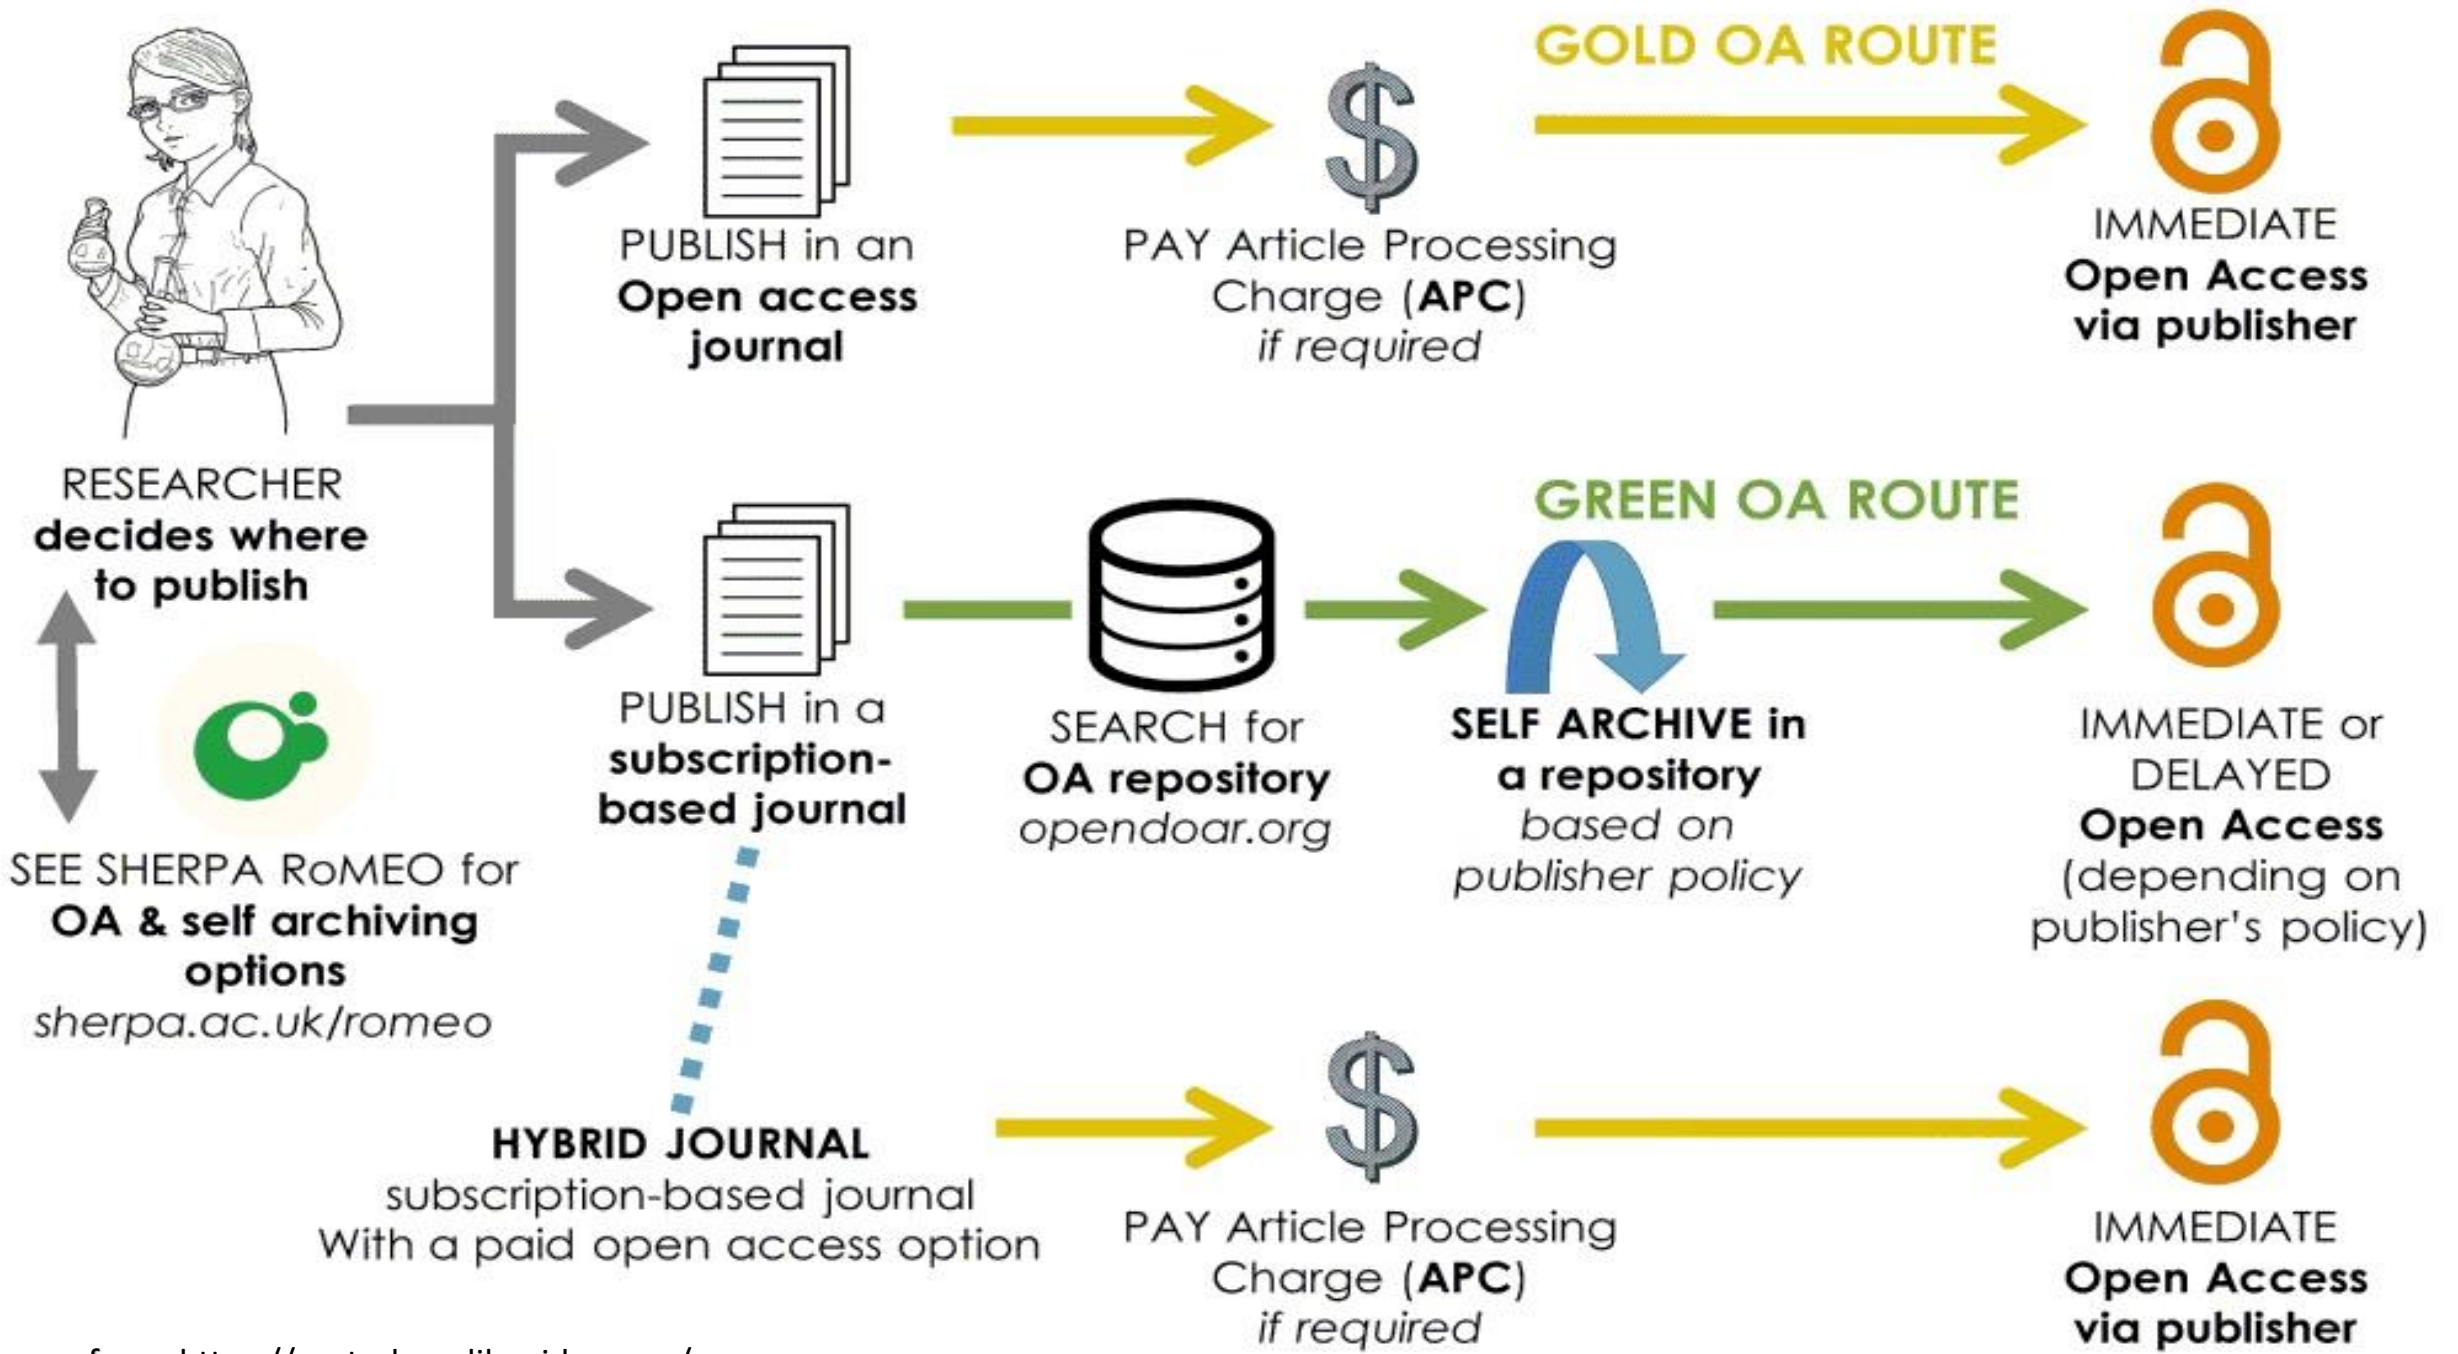 GOLD OA ROUTE
PUBLISH in an
Open access
journal
PAY Article Processing
Charge (APC)
if required
IMMEDIATE
Open Access
via publisher
RESEARCHER
decides where
to publish
SEE SHERPA RoMEO for
OA & self archiving
options
sherpa.ac.uk/romeo
GREEN OA ROUTE
PUBLISH in a
subscription-
based journal
SEARCH for
OA repository
opendoar.org
SELF ARCHIVE in
a repository
based on
publisher policy
IMMEDIATE or
DELAYED
Open Access
(depending on
publisher's policy)
HYBRID JOURNAL
subscription-based journal
With a paid open access option
PAY Article Processing
Charge (APC)
if required
IMMEDIATE
Open Access
via publisher